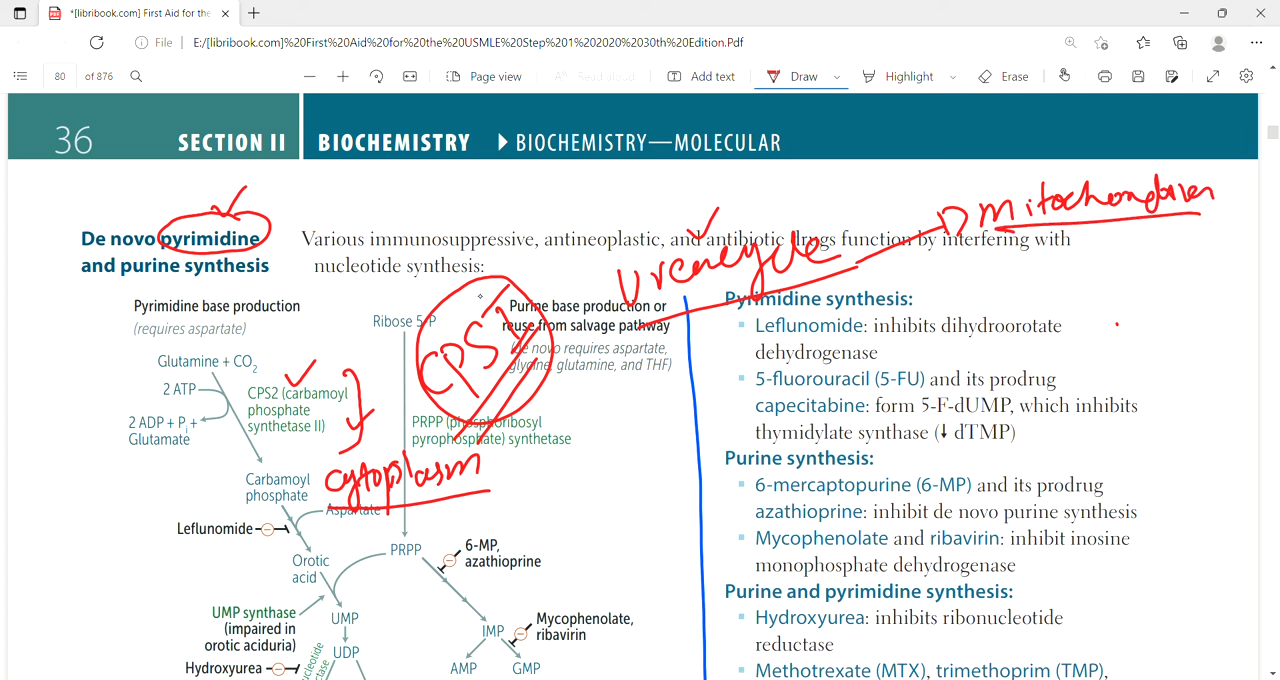 *[libribook.com] First Aid for the
File
E:/[libribook.com]%20First%20Aid%20for%20the%20USMLE%20Step%201%202020%2030th%20Edition.Pdf
80 of 876
Page view
Read aloud
Add text
Draw
Highlight
Erase
36 SECTION II BIOCHEMISTRY ▶ BIOCHEMISTRY—MOLECULAR
Mitochondria
De novo pyrimidine
and purine synthesis
Various immunosuppressive, antineoplastic, and antibiotic drugs function by interfering with
nucleotide synthesis:
Urea cycle
Pyrimidine base production
(requires aspartate)
Glutamine + CO2
2 ATP
CPS2 (carbamoyl
phosphate
synthetase II)
2 ADP + Pi +
Glutamate
Carbamoyl
phosphate
cytoplasm
Aspartate
Leflunomide
Orotic
acid
UMP synthase
(impaired in
orotic aciduria)
UMP
UDP
Hydroxyurea
Ribose 5-P
CPS1
Purine base production or
reuse from salvage pathway
(de novo requires aspartate,
glycine, glutamine, and THF)
PRPP (phosphoribosyl
pyrophosphate) synthetase
PRPP
6-MP,
azathioprine
Mycophenolate,
ribavirin
IMP
AMP GMP
Pyrimidine synthesis:
Leflunomide: inhibits dihydroorotate
dehydrogenase
5-fluorouracil (5-FU) and its prodrug
capecitabine: form 5-F-dUMP, which inhibits
thymidylate synthase (↓ dTMP)
Purine synthesis:
6-mercaptopurine (6-MP) and its prodrug
azathioprine: inhibit de novo purine synthesis
Mycophenolate and ribavirin: inhibit inosine
monophosphate dehydrogenase
Purine and pyrimidine synthesis:
Hydroxyurea: inhibits ribonucleotide
reductase
Methotrexate (MTX), trimethoprim (TMP),